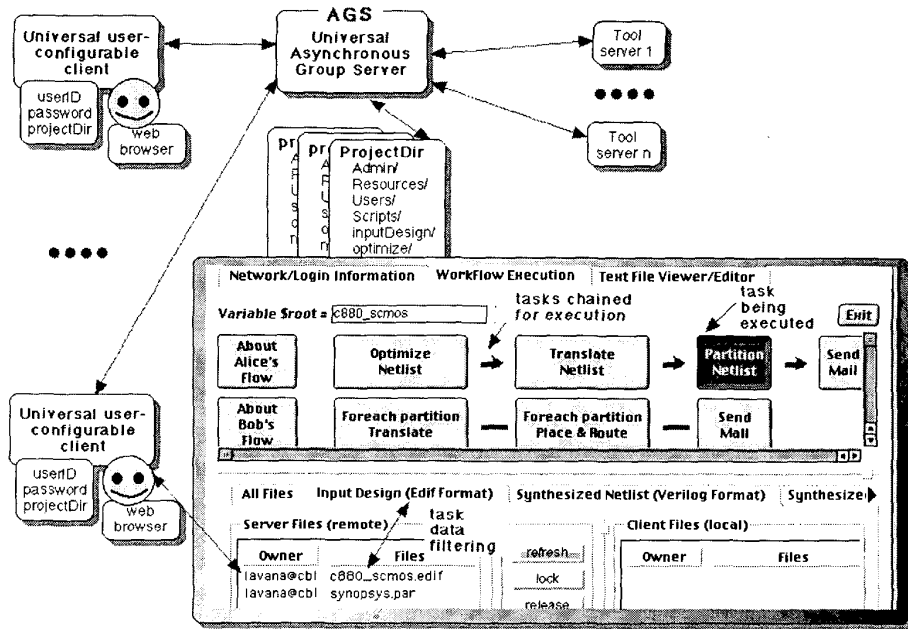 AGS
Universal
Asynchronous
Group Server
Universal user-
configurable
client
userID
password
projectDir
web
browser
Tool
server 1
Tool
server n
pr
pr
ProjectDir
Admin/
Resources/
Users/
Scripts/
inputDesign/
optimize/
Network/Login Information
Workflow Execution
Text File Viewer/Editor
Variable $root =
c880_scmos
tasks chained
for execution
task
being
executed
Exit
About
Alice's
Flow
Optimize
Netlist
Translate
Netlist
Partition
Netlist
Send
Mail
About
Bob's
Flow
Foreach partition
Translate
Foreach partition
Place & Route
Send
Mail
Universal user-
configurable
client
userID
password
projectDir
web
browser
All Files
Input Design (Edif Format)
Synthesized Netlist (Verilog Format)
Synthesize
Server Files (remote)
task
data
filtering
Owner
Files
lavana@cbl
c880_scmos.edif
lavana@cbl
synopsys.par
refresh
lock
release
Client Files (local)
Owner
Files